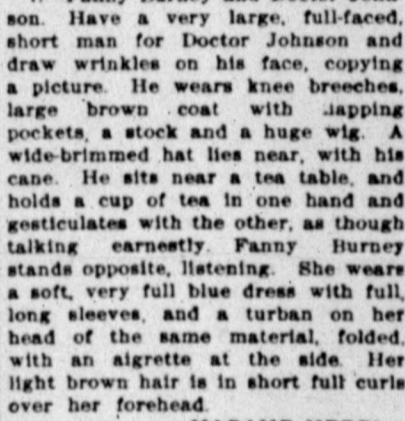 son. Have a very large, full-faced,
short man for Doctor Johnson and
draw wrinkles on his face, copying
a picture. He wears knee breeches,
large brown coat with lapping
pockets, a stock and a huge wig. A
wide-brimmed hat lies near, with his
cane. He sits near a tea table, and
holds a cup of tea in one hand and
gesticulates with the other, as though
talking earnestly. Fanny Burney
stands opposite, listening. She wears
a soft, very full blue dress with full,
long sleeves, and a turban on her
head of the same material, folded,
with an aigrette at the side. Her
light brown hair is in short full curls
over her forehead.